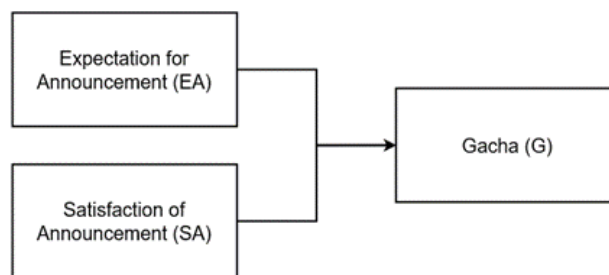 Expectation for
Announcement (EA)
Gacha (G)
Satisfaction of
Announcement (SA)